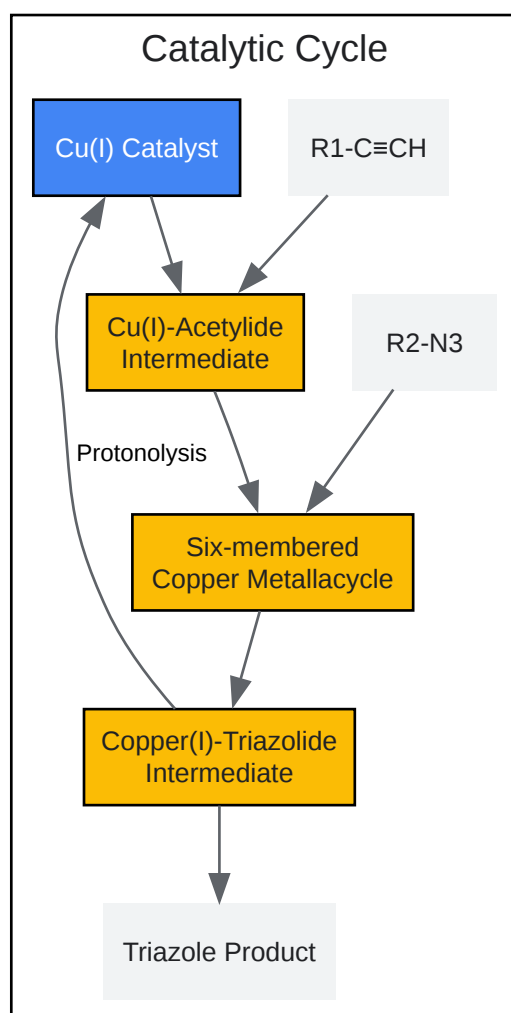 Catalytic Cycle
Cu(I) Catalyst
R1-C≡CH
Cu(I)-Acetylide
Intermediate
R2-N3
Protonolysis
Six-membered
Copper Metallacycle
Copper(I)-Triazolide
Intermediate
Triazole Product